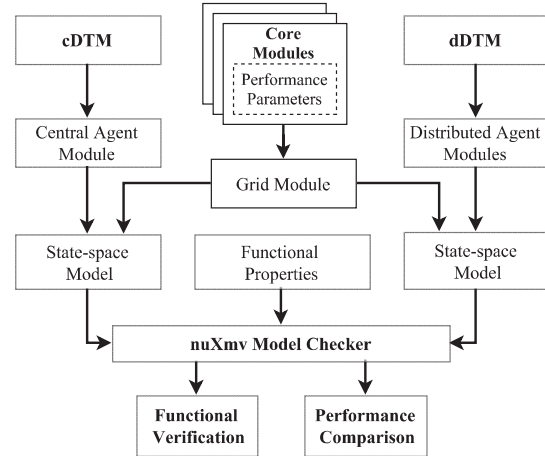 cDTM
Core
Modules
Performance
Parameters
dDTM
Central Agent
Module
Distributed Agent
Modules
Grid Module
State-space
Model
Functional
Properties
State-space
Model
nuXmv Model Checker
Functional
Verification
Performance
Comparison